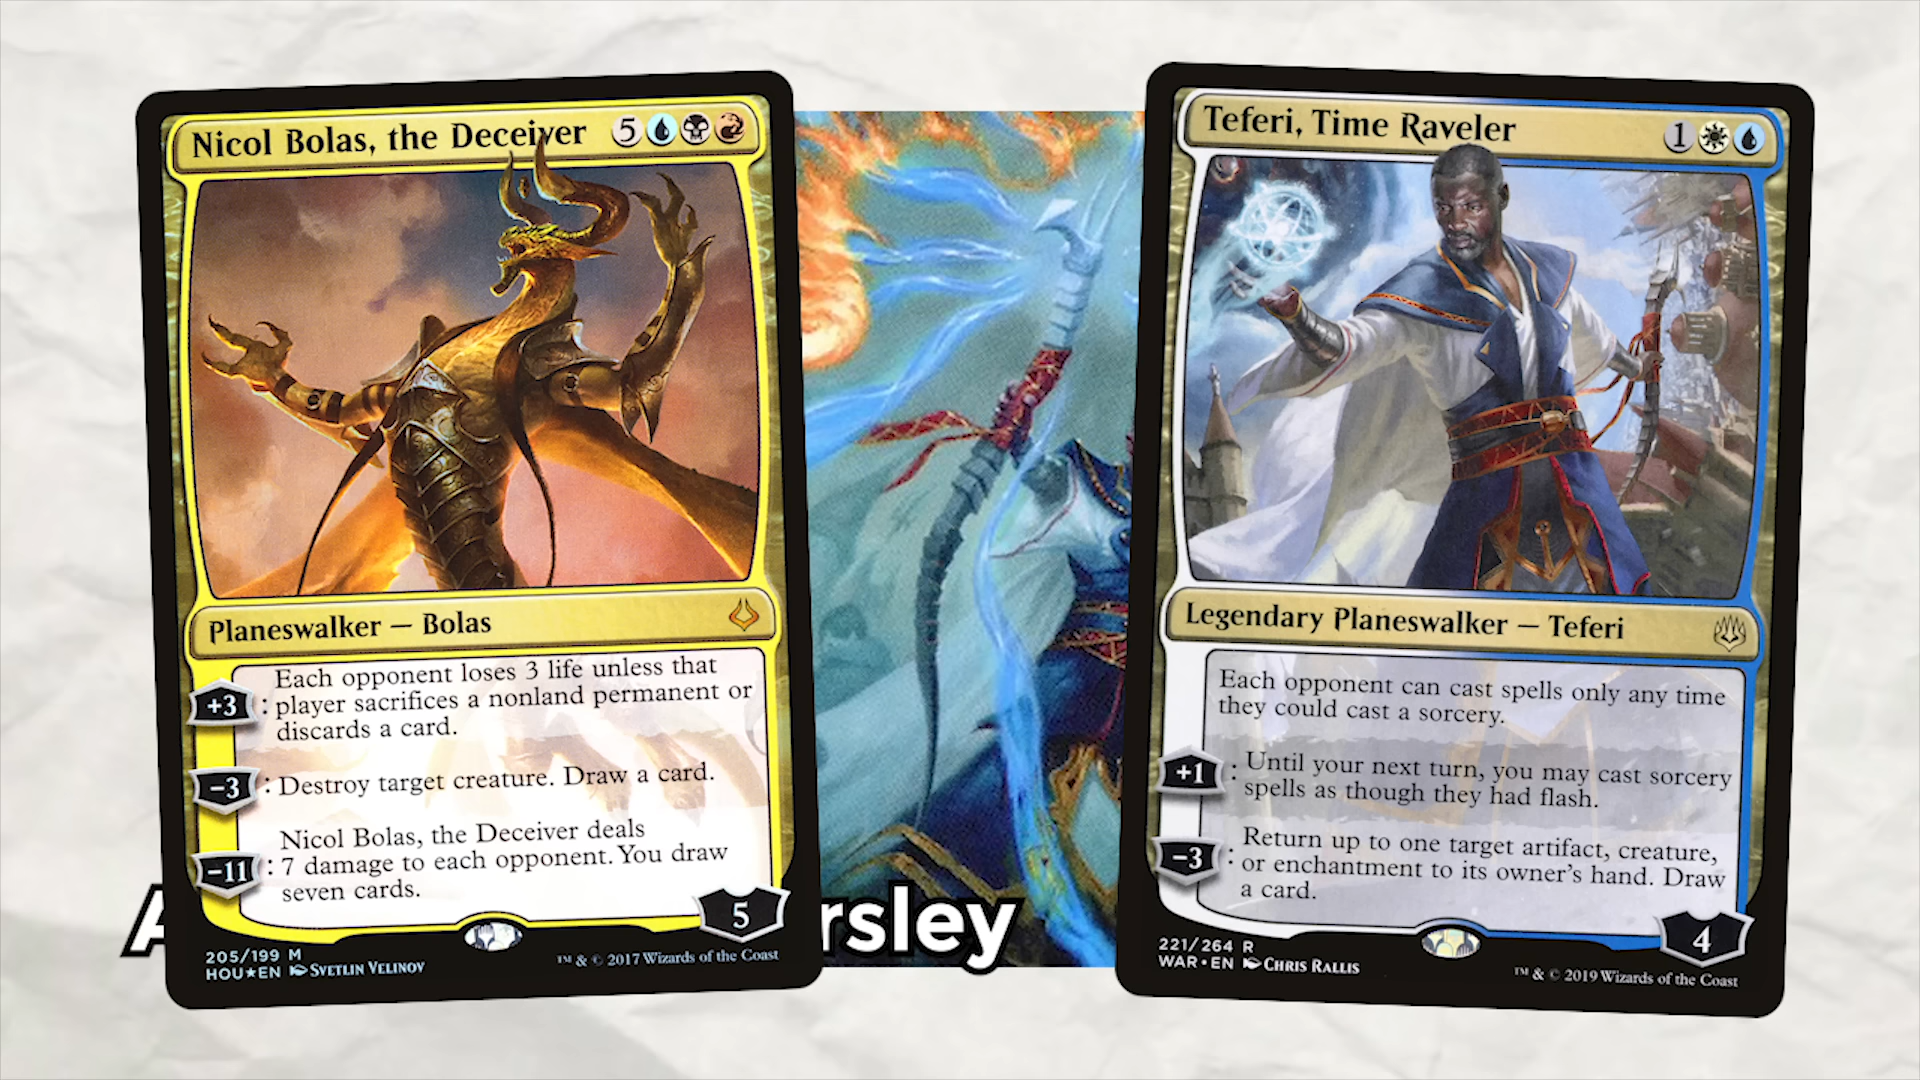 Nicol Bolas, the Deceiver 5
Planeswalker — Bolas
+3: Each opponent loses 3 life unless that
player sacrifices a nonland permanent or
discards a card.
−3: Destroy target creature. Draw a card.
Nicol Bolas, the Deceiver deals
−11: 7 damage to each opponent. You draw
seven cards.
5
205/199 M
HOU★EN Svetlin Velinov
™ & © 2017 Wizards of the Coast
rsley
Teferi, Time Raveler 1
Legendary Planeswalker — Teferi
Each opponent can cast spells only any time
they could cast a sorcery.
+1: Until your next turn, you may cast sorcery
spells as though they had flash.
−3: Return up to one target artifact, creature,
or enchantment to its owner's hand. Draw
a card.
4
221/264 R
WAR•EN Chris Rallis
™ & © 2019 Wizards of the Coast